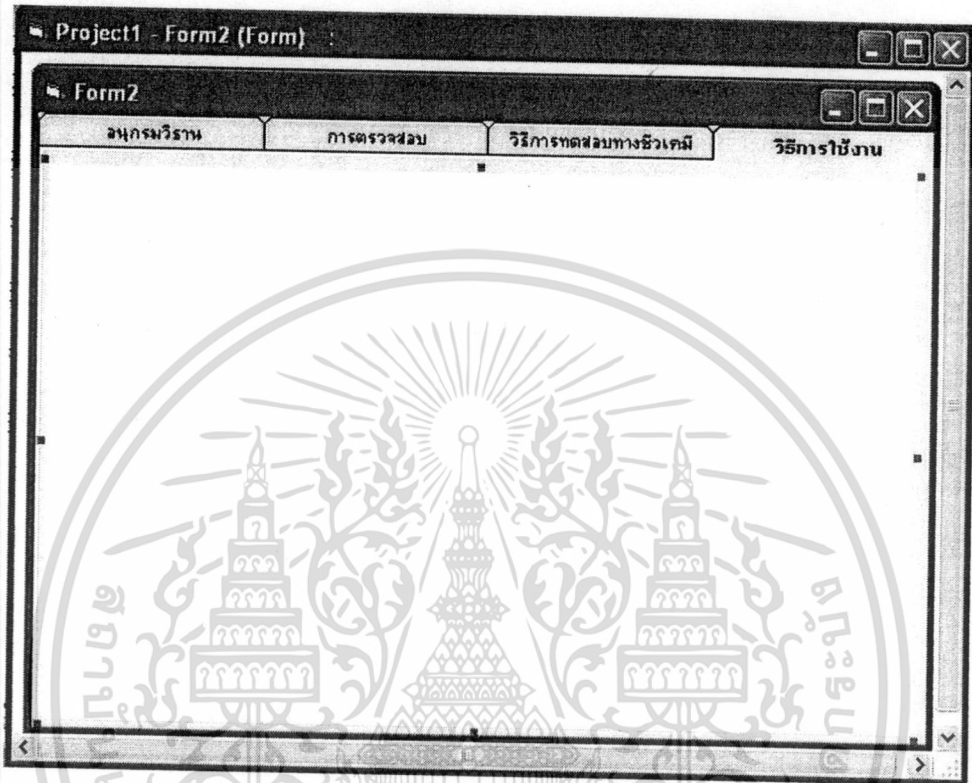 Project1 - Form2 (Form)
Form2
อนุกรมวิธาน
การตรวจสอบ
วิธีการทดสอบทางชีวเคมี
วิธีการใช้งาน